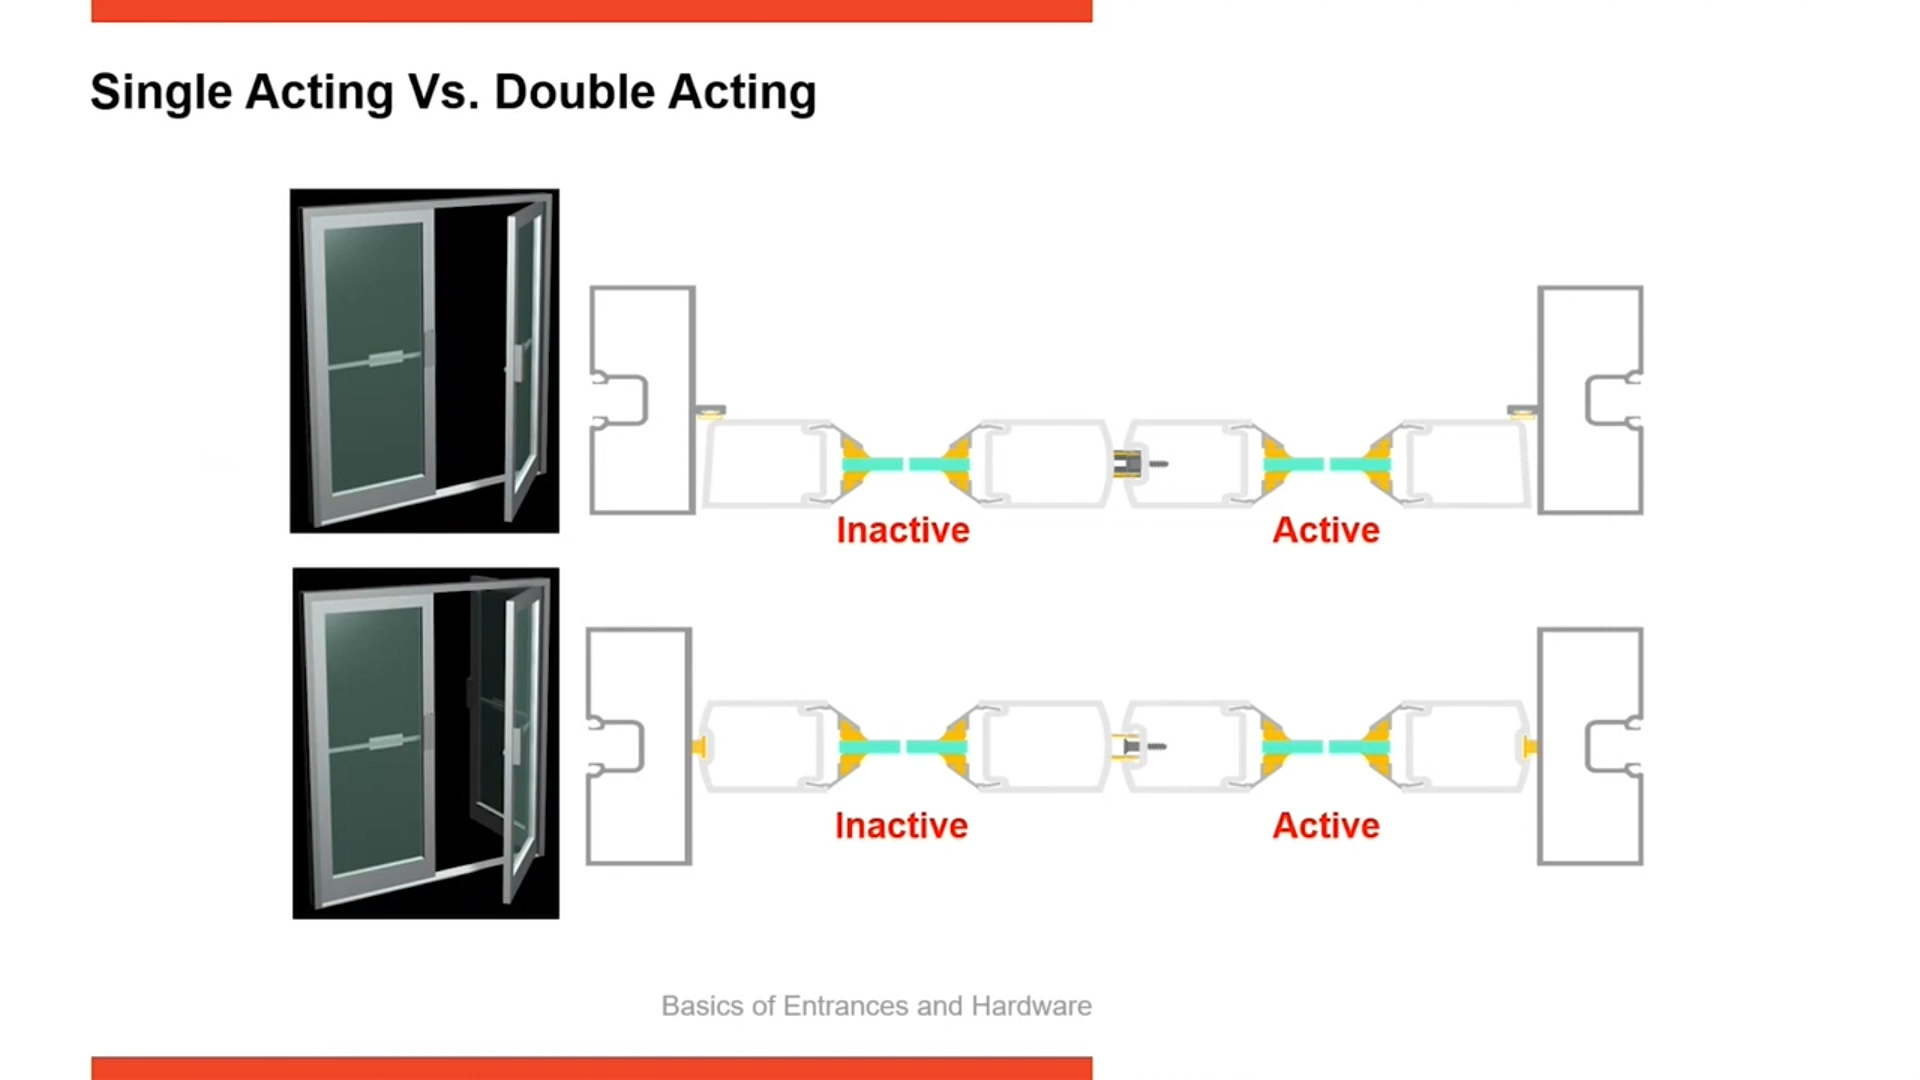 Single Acting Vs. Double Acting
Inactive
Active
Inactive
Active
Basics of Entrances and Hardware